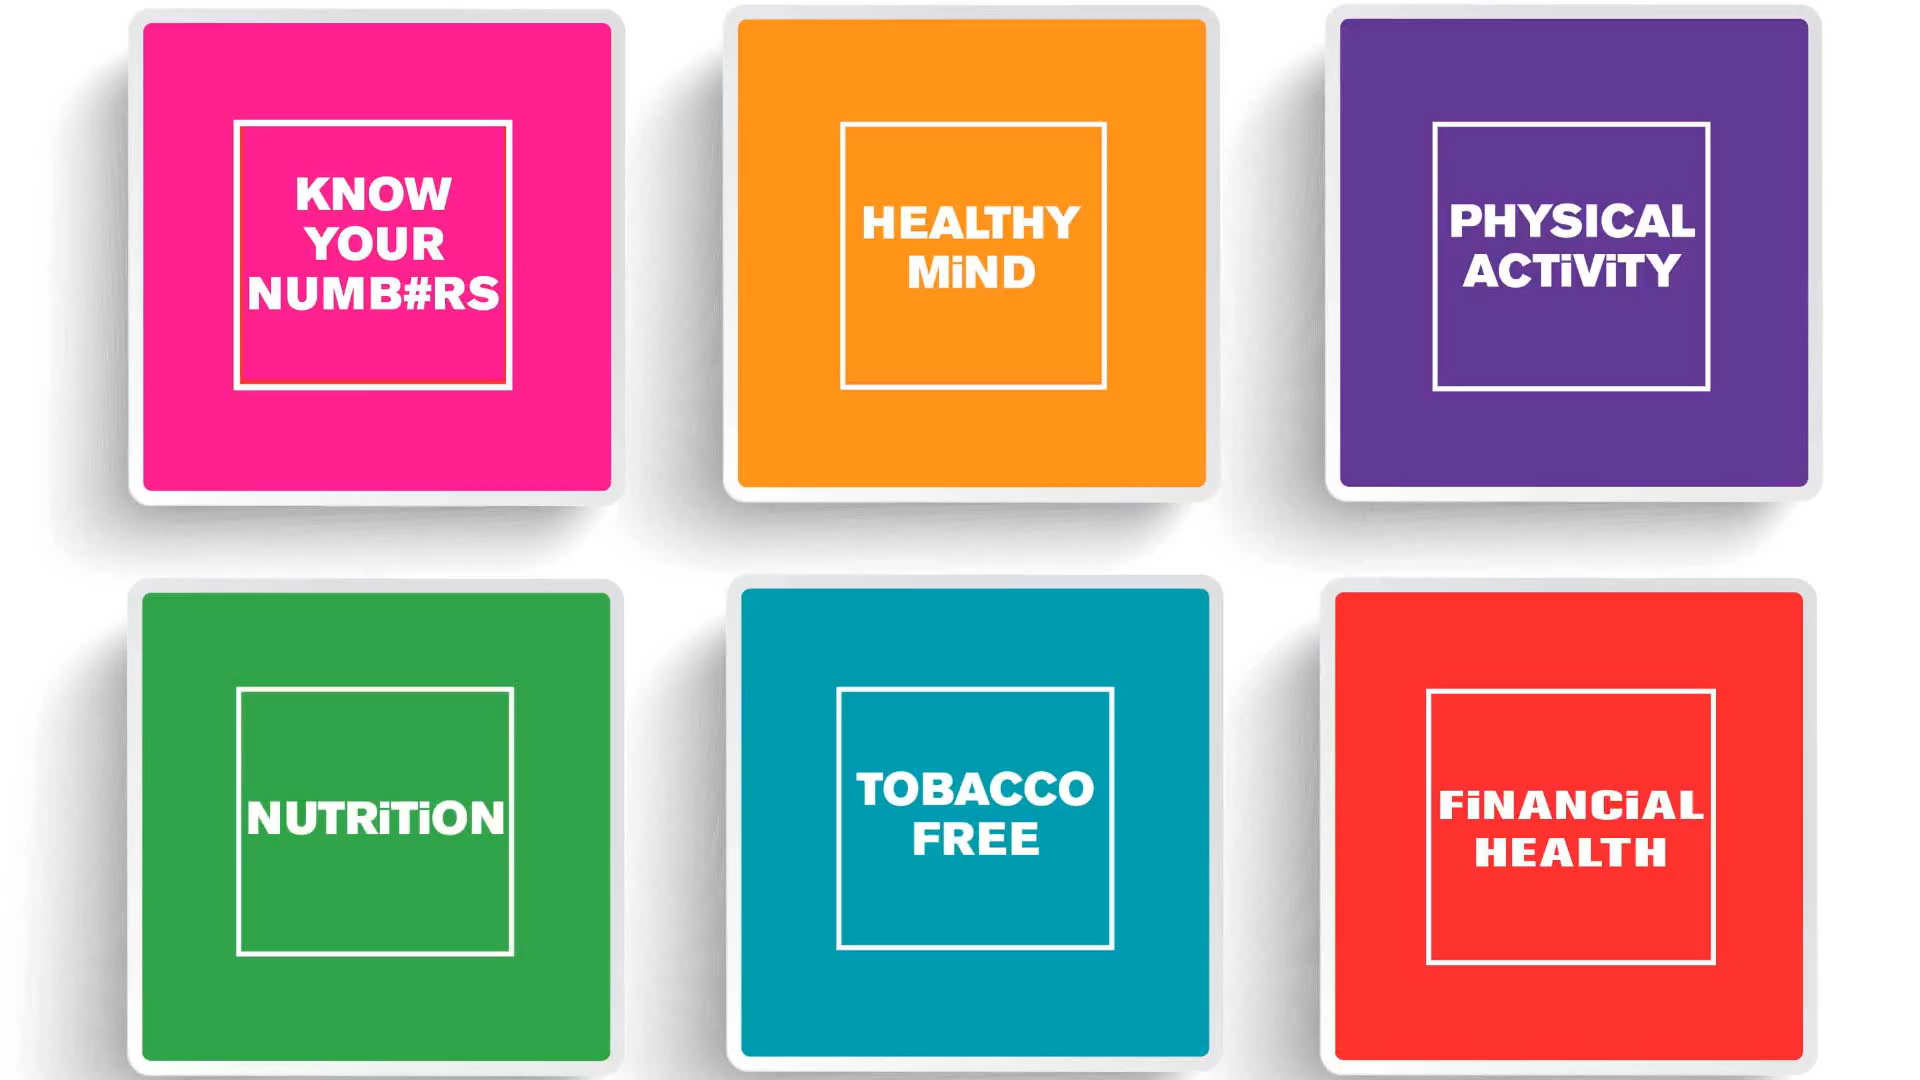 KNOW
YOUR
NUMB#RS
HEALTHY
MiND
PHYSICAL
ACTiViTY
NUTRiTiON
TOBACCO
FREE
FiNANCiAL
HEALTH